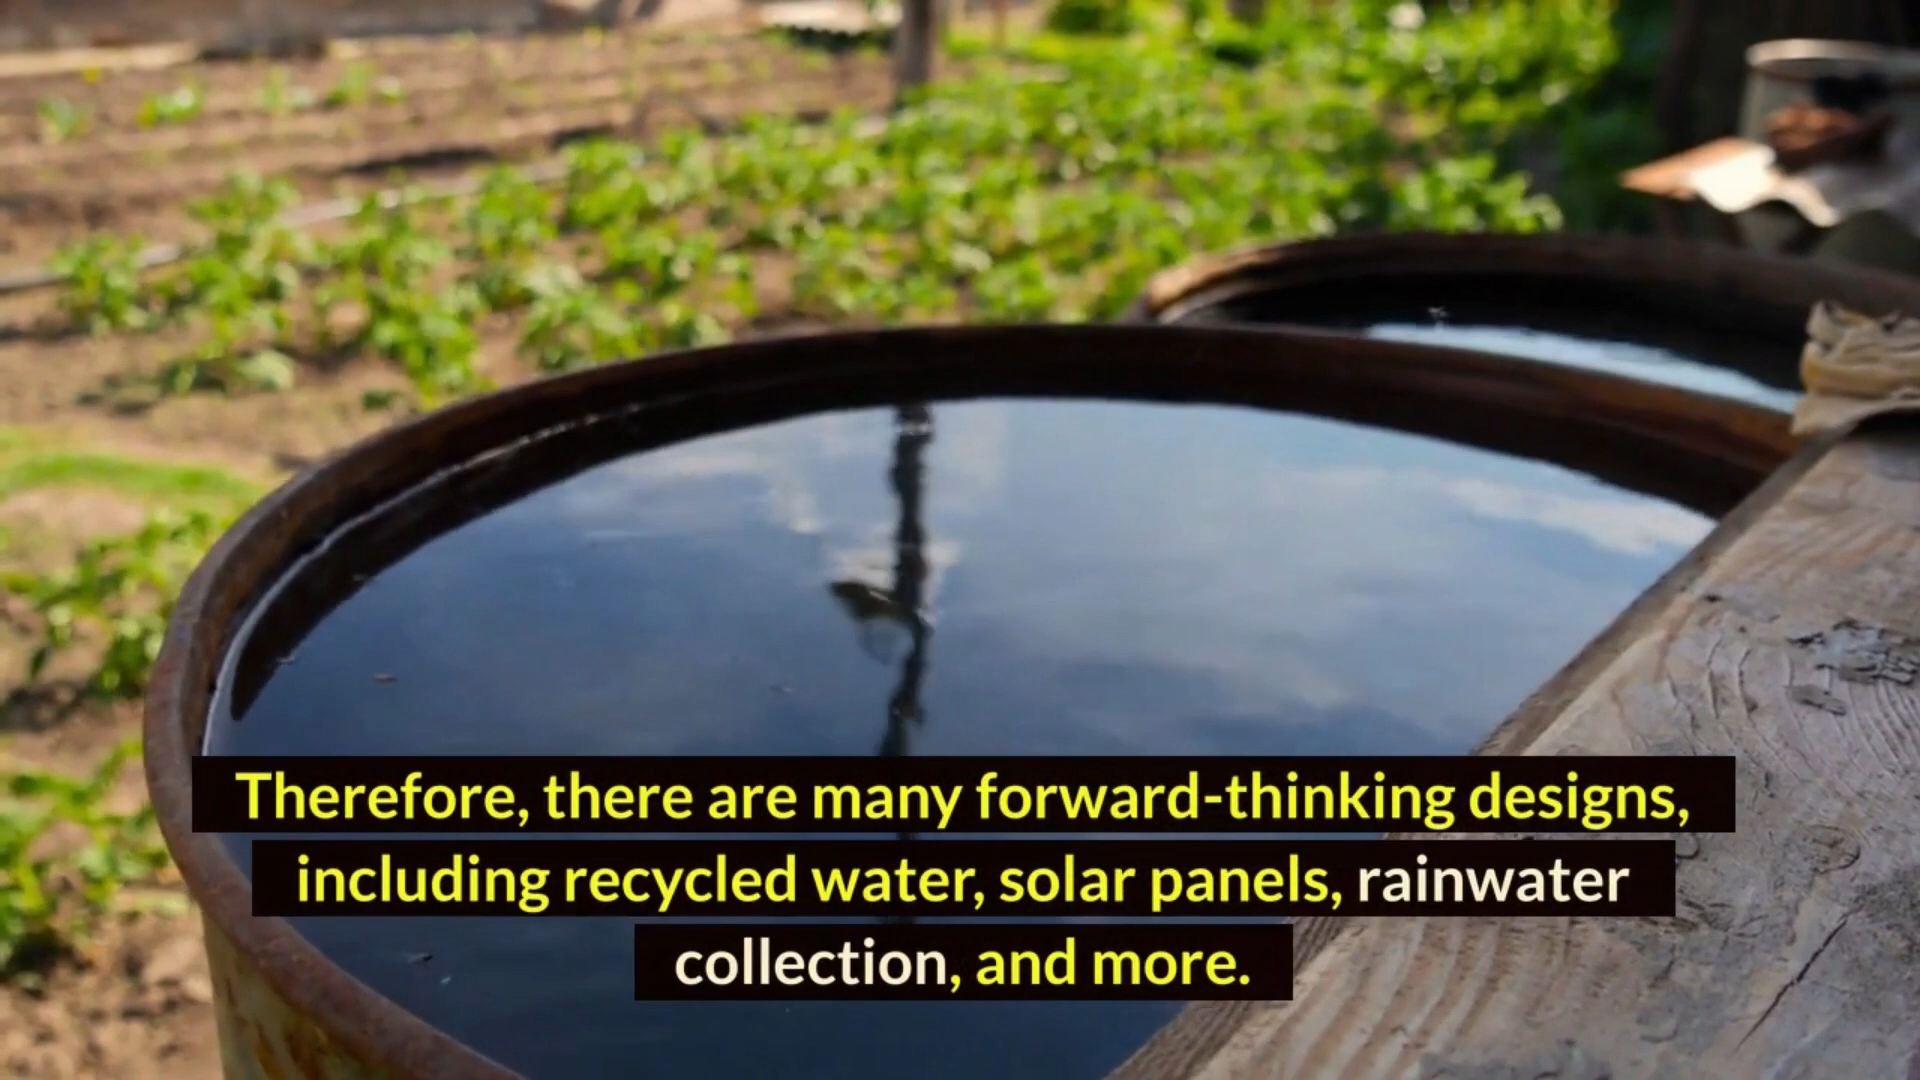 Therefore, there are many forward-thinking designs,
including recycled water, solar panels, rainwater
collection, and more.